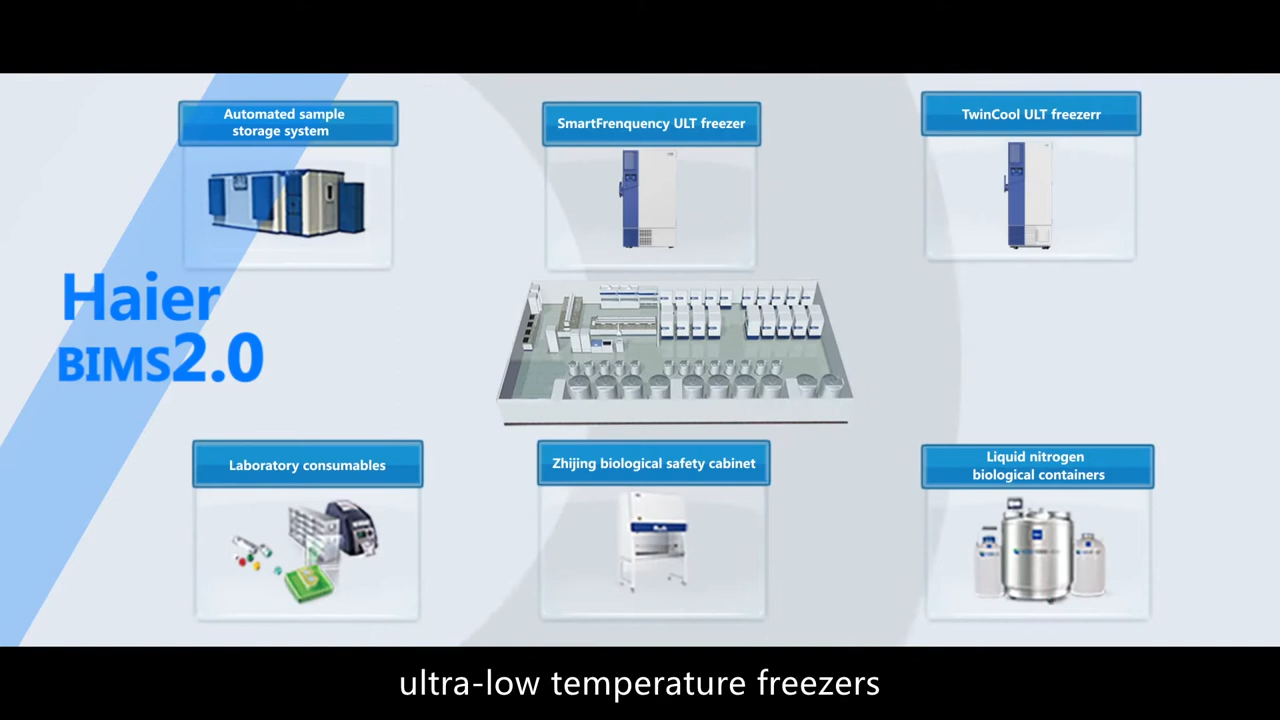 Automated sample
storage system
SmartFrenquency ULT freezer
TwinCool ULT freezerr
Haier
BIMS2.0
Laboratory consumables
Zhijing biological safety cabinet
Liquid nitrogen
biological containers
ultra-low temperature freezers